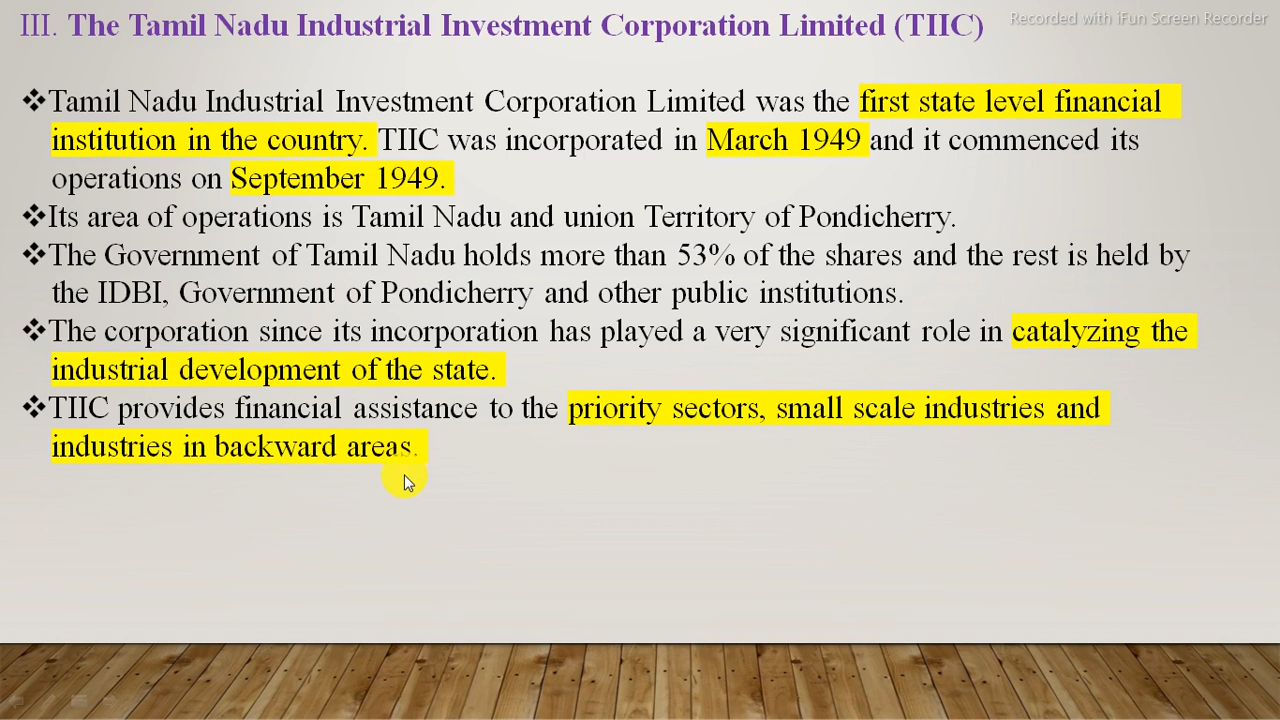 III. The Tamil Nadu Industrial Investment Corporation Limited (TIIC)
Recorded with iFun Screen Recorder
❖Tamil Nadu Industrial Investment Corporation Limited was the first state level financial
institution in the country. TIIC was incorporated in March 1949 and it commenced its
operations on September 1949.
❖Its area of operations is Tamil Nadu and union Territory of Pondicherry.
❖The Government of Tamil Nadu holds more than 53% of the shares and the rest is held by
the IDBI, Government of Pondicherry and other public institutions.
❖The corporation since its incorporation has played a very significant role in catalyzing the
industrial development of the state.
❖TIIC provides financial assistance to the priority sectors, small scale industries and
industries in backward areas.